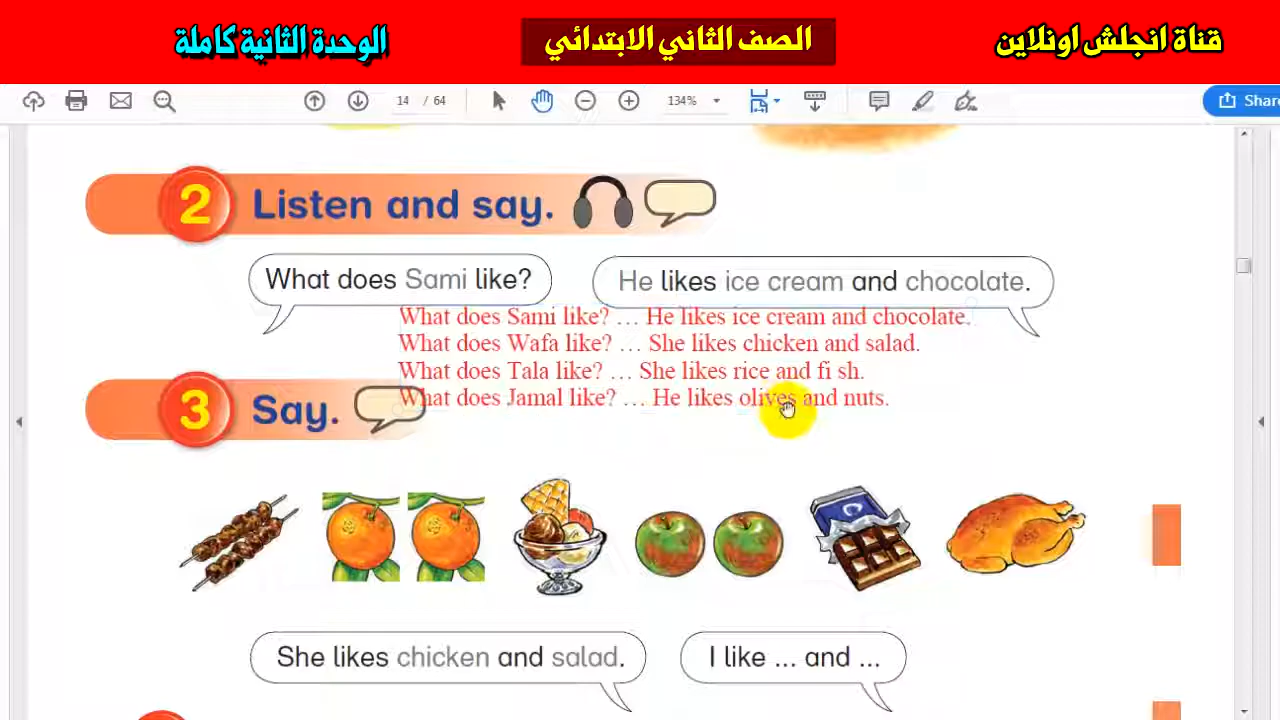 قناة انجلش اونلاين
الصف الثاني الابتدائي
الوحدة الثانية كاملة
14 / 64
134%
Share
2 Listen and say.
What does Sami like?
He likes ice cream and chocolate.
What does Sami like? … He likes ice cream and chocolate.
What does Wafa like? … She likes chicken and salad.
What does Tala like? … She likes rice and fi sh.
What does Jamal like? … He likes olives and nuts.
3 Say.
She likes chicken and salad.
I like ... and ...